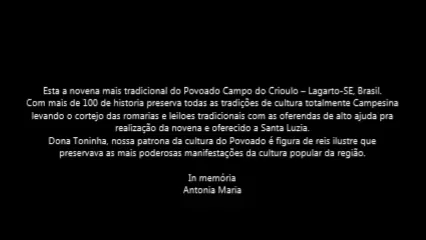 Esta a novena mais tradicional do Povoado Campo do Crioulo – Lagarto-SE, Brasil.
Com mais de 100 de historia preserva todas as tradições de cultura totalmente Campesina
levando o cortejo das romarias e leiloes tradicionais com as oferendas de alto ajuda pra
realização da novena e oferecido a Santa Luzia.
Dona Toninha, nossa patrona da cultura do Povoado é figura de reis ilustre que
preservava as mais poderosas manifestações da cultura popular da região.
In memória
Antonia Maria